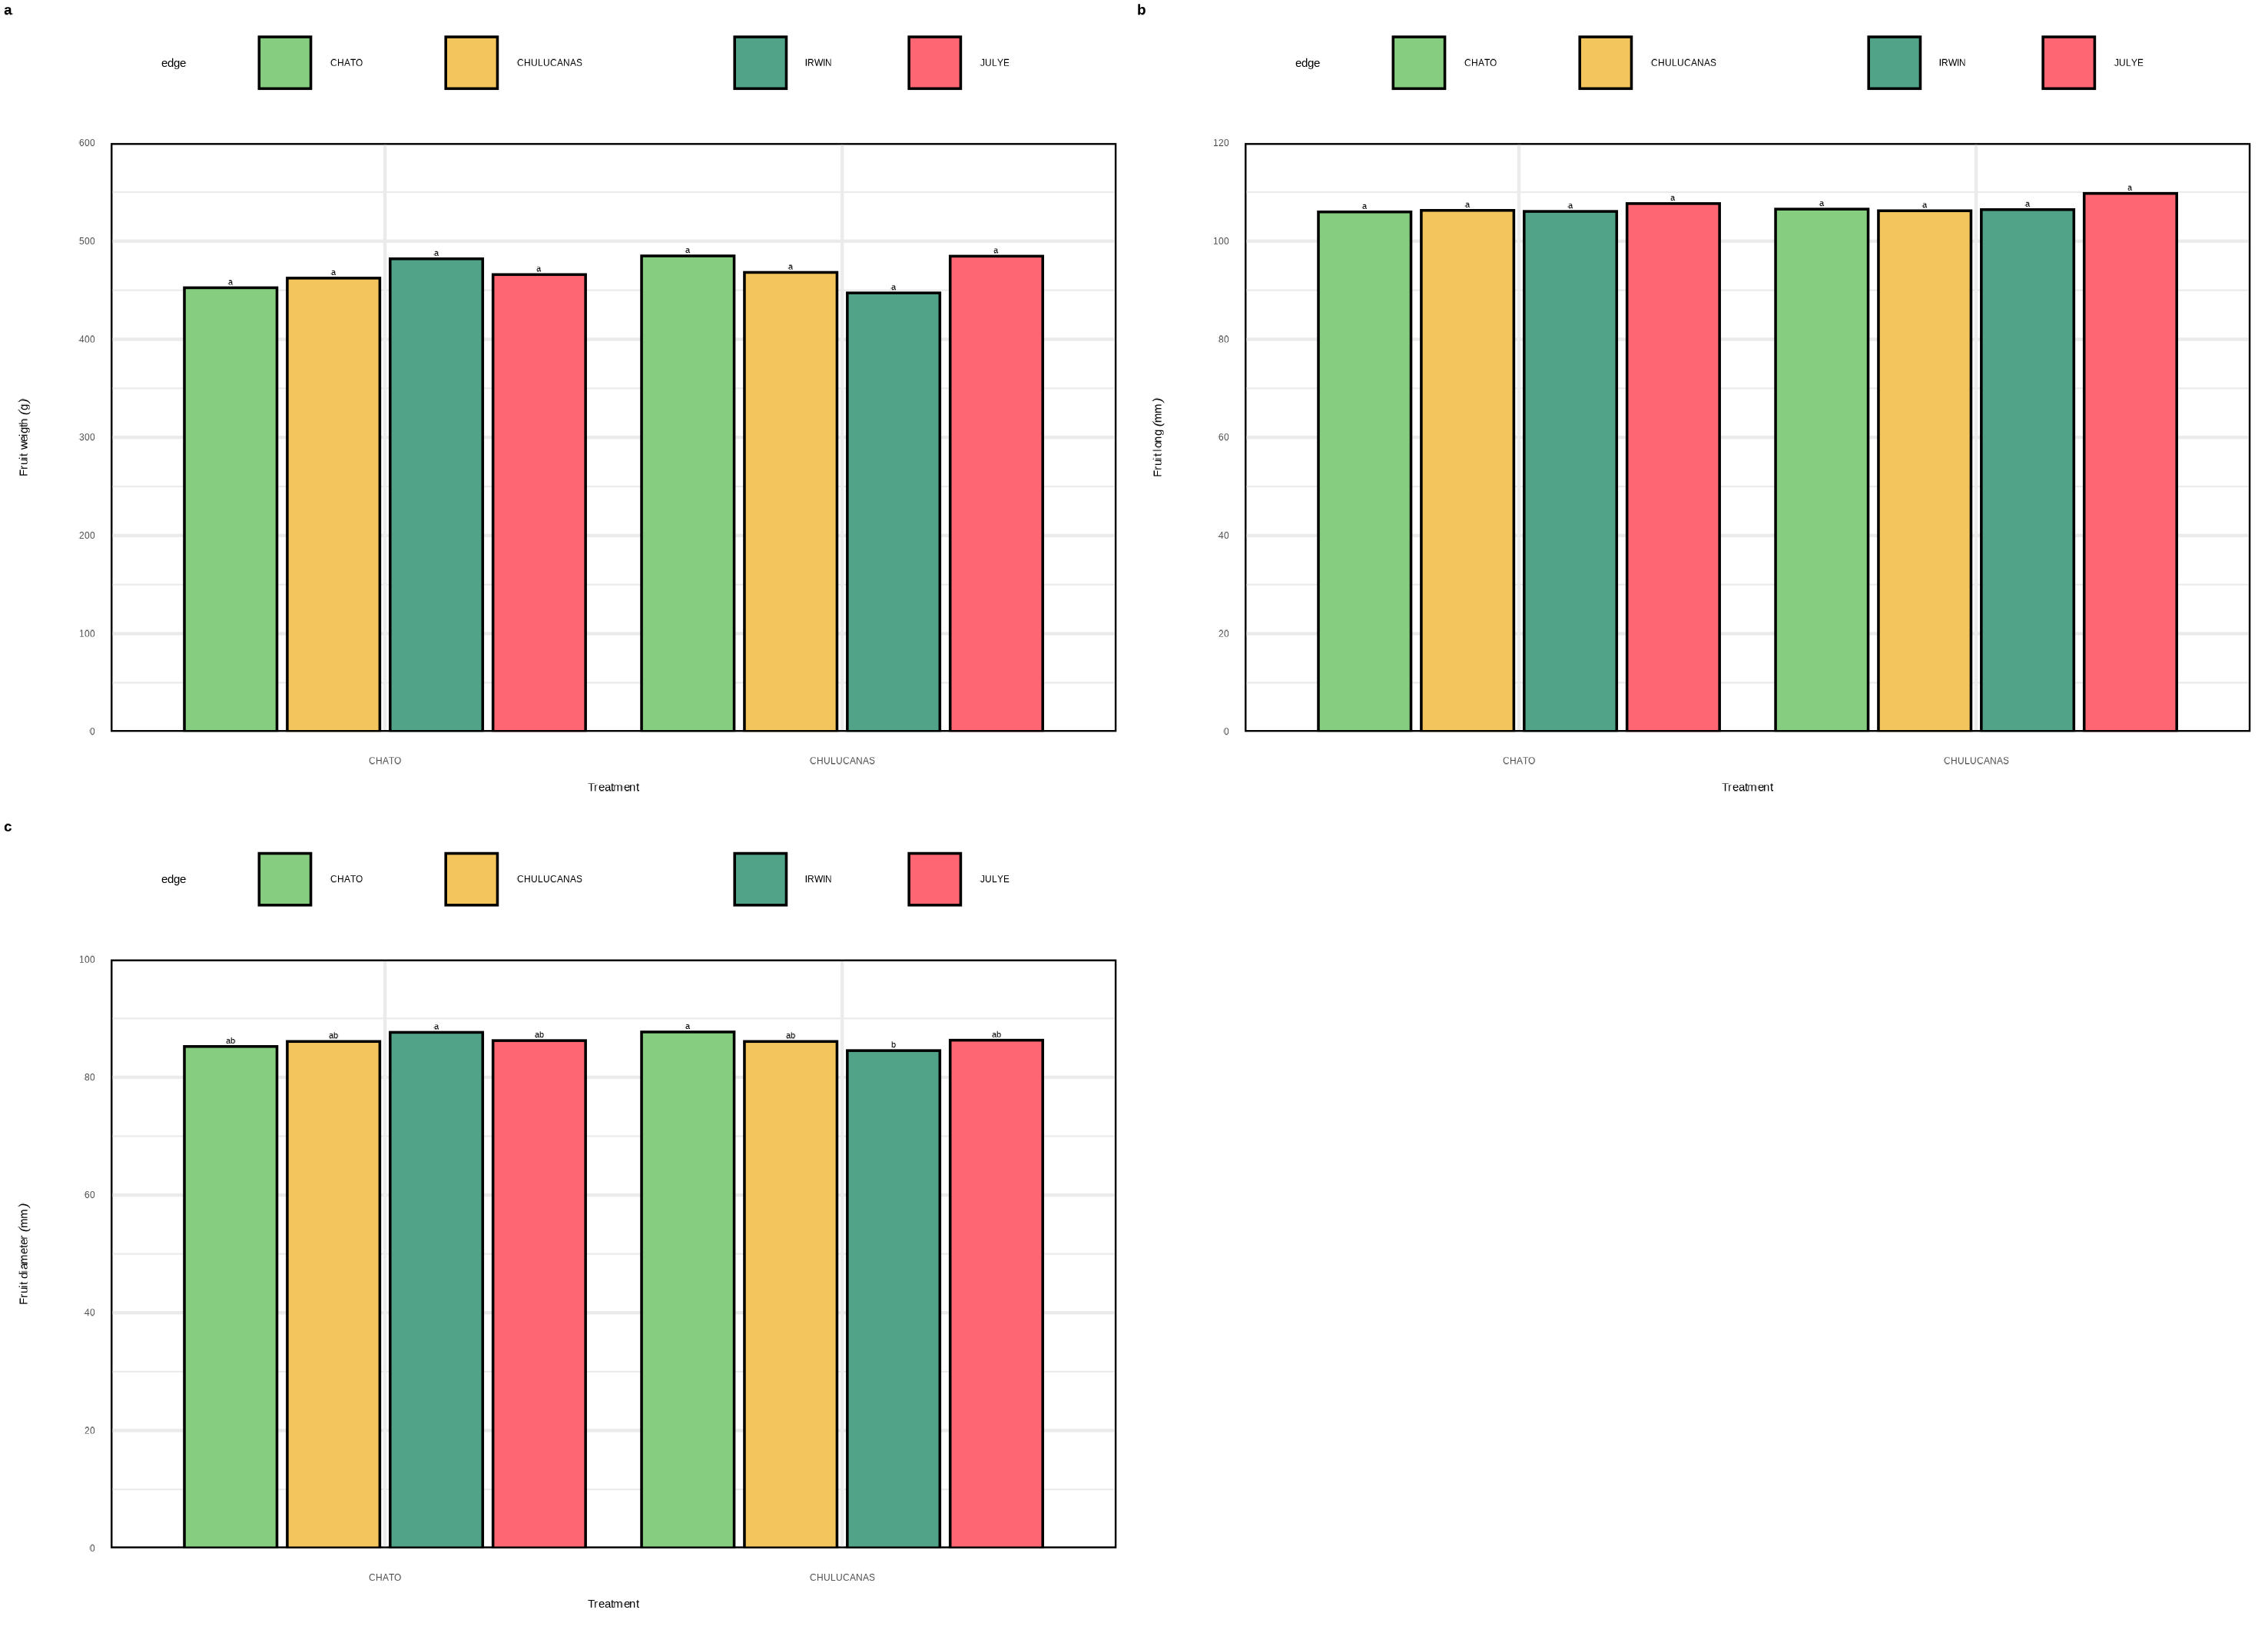 a
edge CHATO CHULUCANAS IRWIN JULYE
600
500
400
300
200
100
0
Fruit weigth (g)
a a a a a a a a
CHATO CHULUCANAS
Treatment
b
edge CHATO CHULUCANAS IRWIN JULYE
120
100
80
60
40
20
0
Fruit long (mm)
a a a a a a a a
CHATO CHULUCANAS
Treatment
c
edge CHATO CHULUCANAS IRWIN JULYE
100
80
60
40
20
0
Fruit diameter (mm)
ab ab a ab a ab b ab
CHATO CHULUCANAS
Treatment